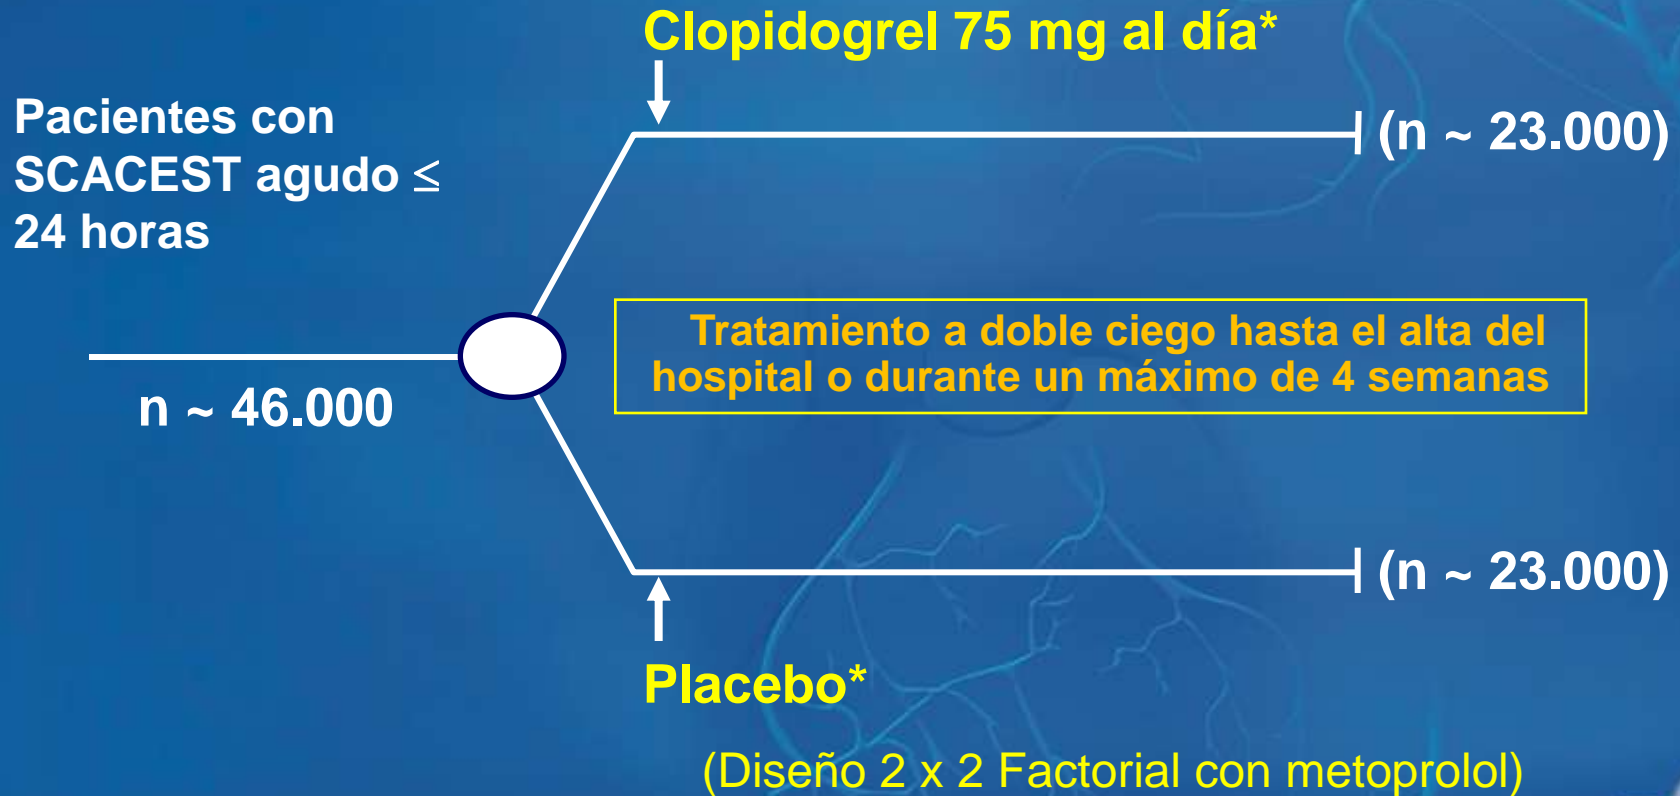 Clopidogrel 75 mg al día*
Pacientes con
SCACEST agudo ≤
24 horas
(n ~ 23.000)
Tratamiento a doble ciego hasta el alta del
hospital o durante un máximo de 4 semanas
n ~ 46.000
(n ~ 23.000)
Placebo*
(Diseño 2 x 2 Factorial con metoprolol)